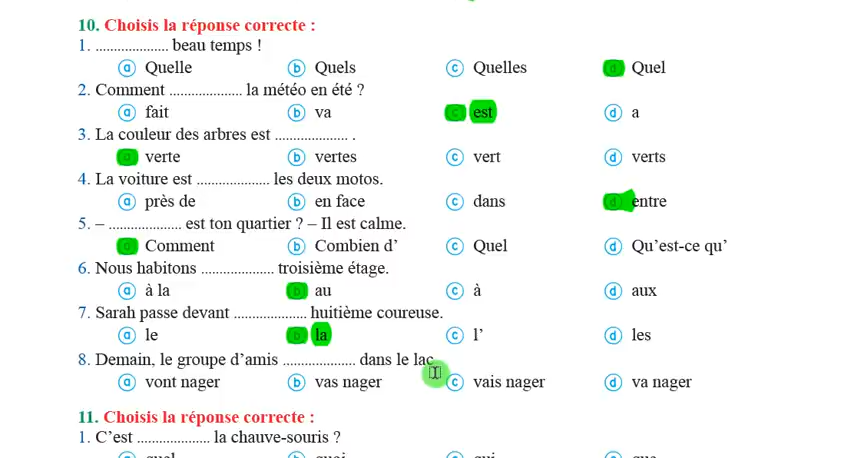 10. Choisis la réponse correcte :
1. .................... beau temps !
a Quelle b Quels c Quelles d Quel
2. Comment .................... la météo en été ?
a fait b va c est d a
3. La couleur des arbres est .................... .
a verte b vertes c vert d verts
4. La voiture est .................... les deux motos.
a près de b en face c dans d entre
5. – .................... est ton quartier ? – Il est calme.
a Comment b Combien d’ c Quel d Qu’est-ce qu’
6. Nous habitons .................... troisième étage.
a à la b au c à d aux
7. Sarah passe devant .................... huitième coureuse.
a le b la c l’ d les
8. Demain, le groupe d’amis .................... dans le lac
a vont nager b vas nager c vais nager d va nager
11. Choisis la réponse correcte :
1. C’est .................... la chauve-souris ?